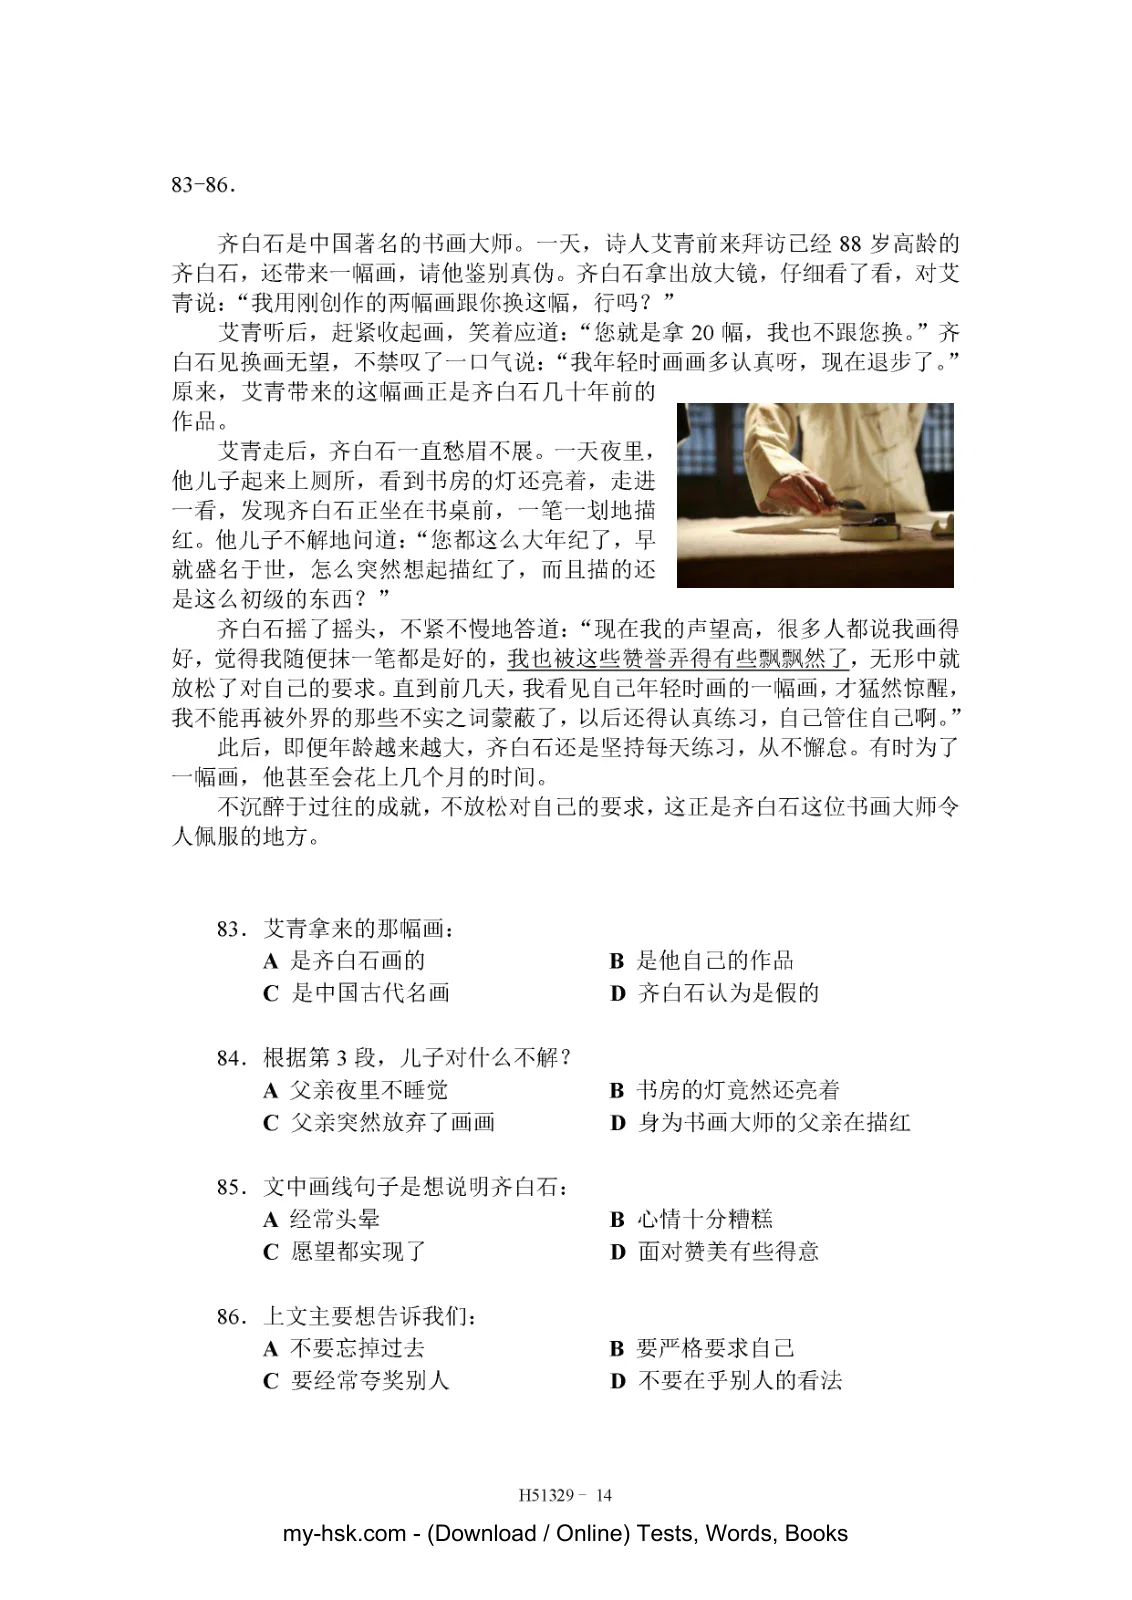 83-86.
齐白石是中国著名的书画大师。一天，诗人艾青前来拜访已经 88 岁高龄的
齐白石，还带来一幅画，请他鉴别真伪。齐白石拿出放大镜，仔细看了看，对艾
青说：“我用刚创作的两幅画跟你换这幅，行吗？”
艾青听后，赶紧收起画，笑着应道：“您就是拿 20 幅，我也不跟您换。”齐
白石见换画无望，不禁叹了一口气说：“我年轻时画画多认真呀，现在退步了。”
原来，艾青带来的这幅画正是齐白石几十年前的
作品。
艾青走后，齐白石一直愁眉不展。一天夜里，
他儿子起来上厕所，看到书房的灯还亮着，走进
一看，发现齐白石正坐在书桌前，一笔一划地描
红。他儿子不解地问道：“您都这么大年纪了，早
就盛名于世，怎么突然想起描红了，而且描的还
是这么初级的东西？”
齐白石摇了摇头，不紧不慢地答道：“现在我的声望高，很多人都说我画得
好，觉得我随便抹一笔都是好的，我也被这些赞誉弄得有些飘飘然了，无形中就
放松了对自己的要求。直到前几天，我看见自己年轻时画的一幅画，才猛然惊醒，
我不能再被外界的那些不实之词蒙蔽了，以后还得认真练习，自己管住自己啊。”
此后，即便年龄越来越大，齐白石还是坚持每天练习，从不懈怠。有时为了
一幅画，他甚至会花上几个月的时间。
不沉醉于过往的成就，不放松对自己的要求，这正是齐白石这位书画大师令
人佩服的地方。
83．艾青拿来的那幅画：
A 是齐白石画的 B 是他自己的作品
C 是中国古代名画 D 齐白石认为是假的
84．根据第 3 段，儿子对什么不解？
A 父亲夜里不睡觉 B 书房的灯竟然还亮着
C 父亲突然放弃了画画 D 身为书画大师的父亲在描红
85．文中画线句子是想说明齐白石：
A 经常头晕 B 心情十分糟糕
C 愿望都实现了 D 面对赞美有些得意
86．上文主要想告诉我们：
A 不要忘掉过去 B 要严格要求自己
C 要经常夸奖别人 D 不要在乎别人的看法
H51329－ 14
my-hsk.com - (Download / Online) Tests, Words, Books